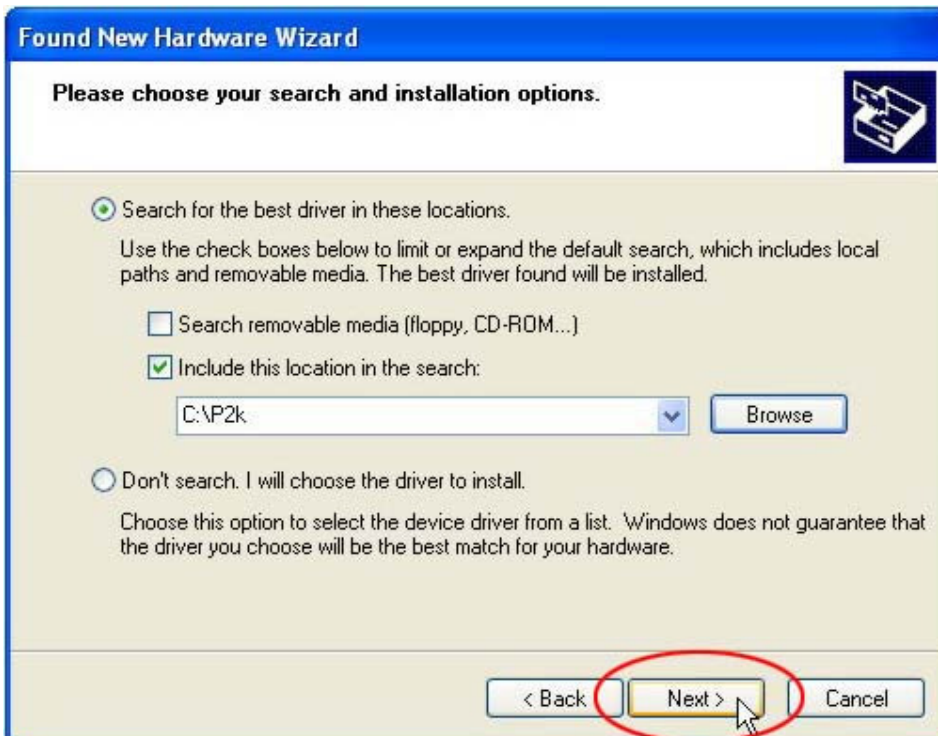 Found New Hardware Wizard
Please choose your search and installation options.
Search for the best driver in these locations.
Use the check boxes below to limit or expand the default search, which includes local
paths and removable media. The best driver found will be installed.
Search removable media (floppy, CD-ROM...)
Include this location in the search:
C:\P2k
Browse
Don't search. I will choose the driver to install.
Choose this option to select the device driver from a list. Windows does not guarantee that
the driver you choose will be the best match for your hardware.
< Back Next > Cancel